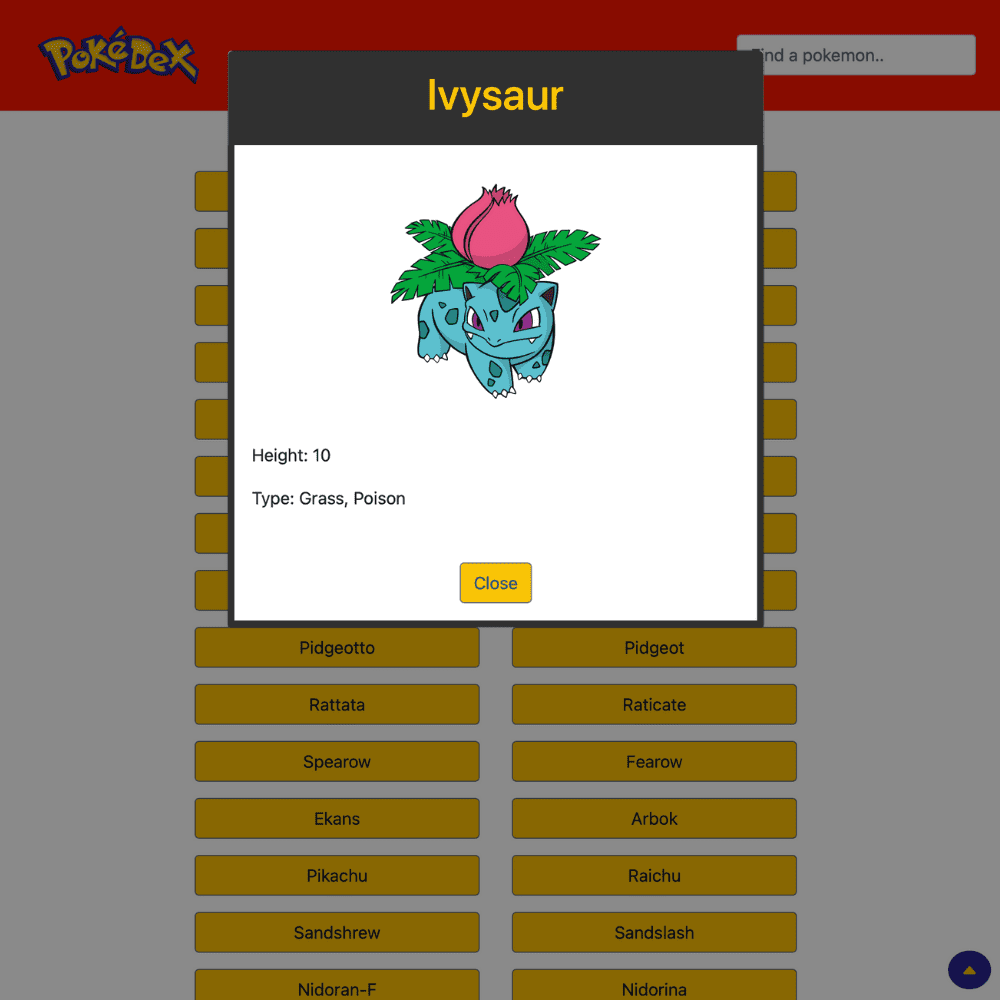 PokéDex
nd a pokemon..
Ivysaur
Height: 10
Type: Grass, Poison
Close
Pidgeotto
Pidgeot
Rattata
Raticate
Spearow
Fearow
Ekans
Arbok
Pikachu
Raichu
Sandshrew
Sandslash
Nidoran-F
Nidorina